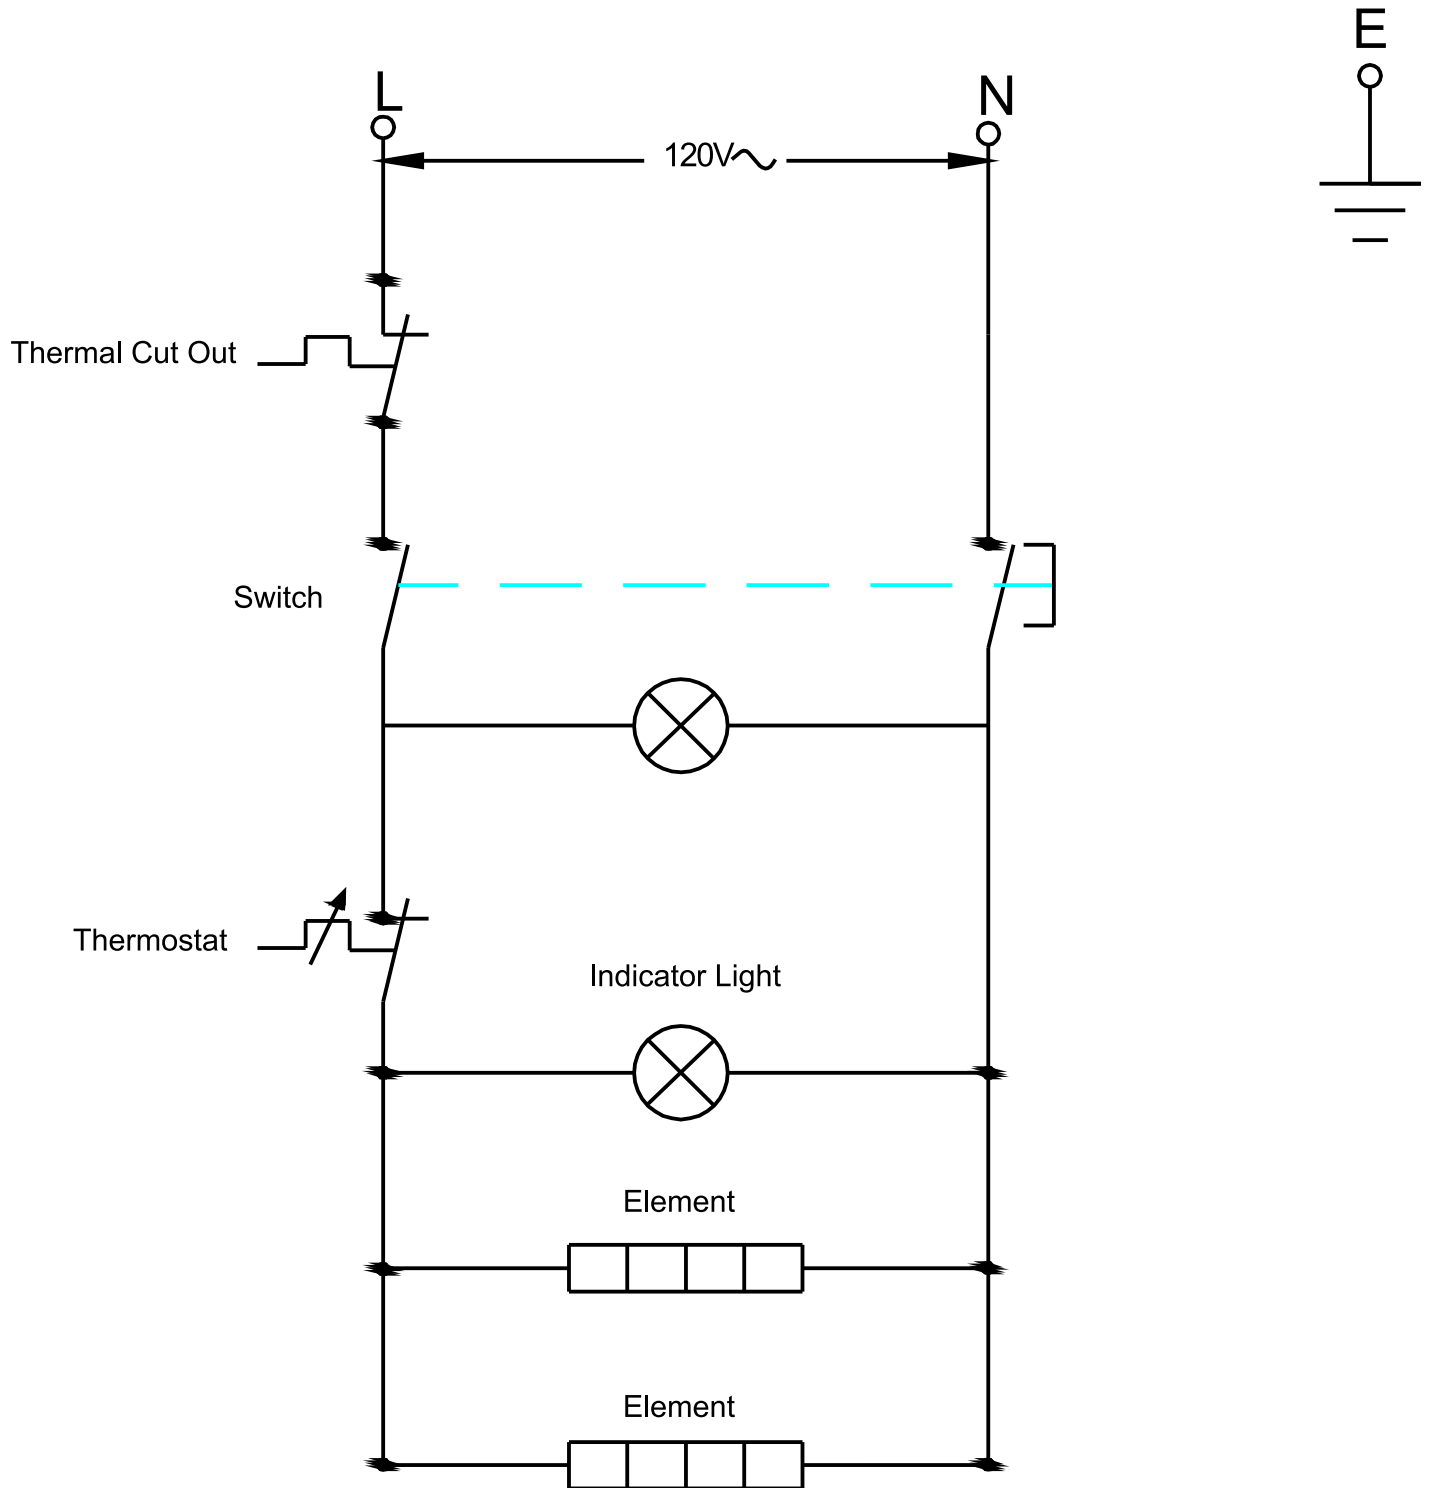 E
L
N
120V~
Thermal Cut Out
Switch
Thermostat
Indicator Light
Element
Element